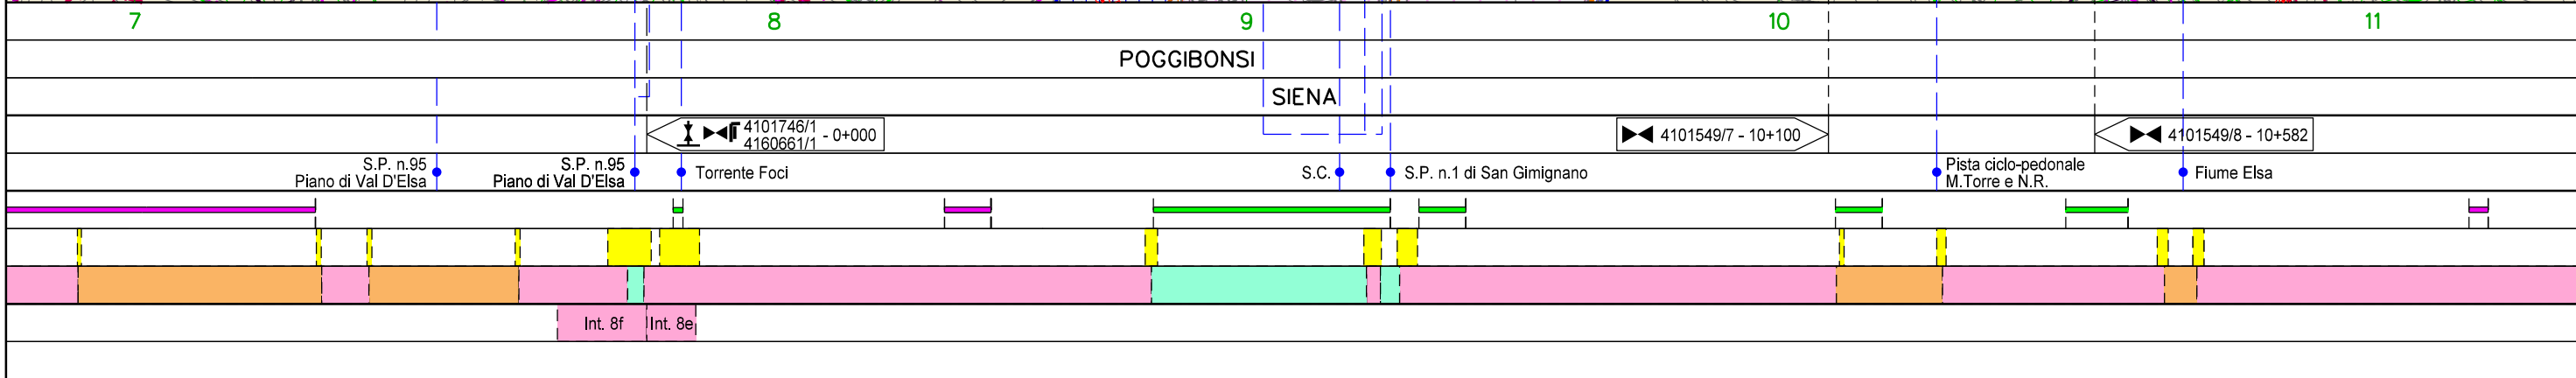 7 8 9 10 11
POGGIBONSI
SIENA
4101746/1
4160661/1 - 0+000
4101549/7 - 10+100
4101549/8 - 10+582
S.P. n.95
Piano di Val D'Elsa
S.P. n.95
Piano di Val D'Elsa
Torrente Foci
S.C.
S.P. n.1 di San Gimignano
Pista ciclo-pedonale
M.Torre e N.R.
Fiume Elsa
Int. 8f
Int. 8e